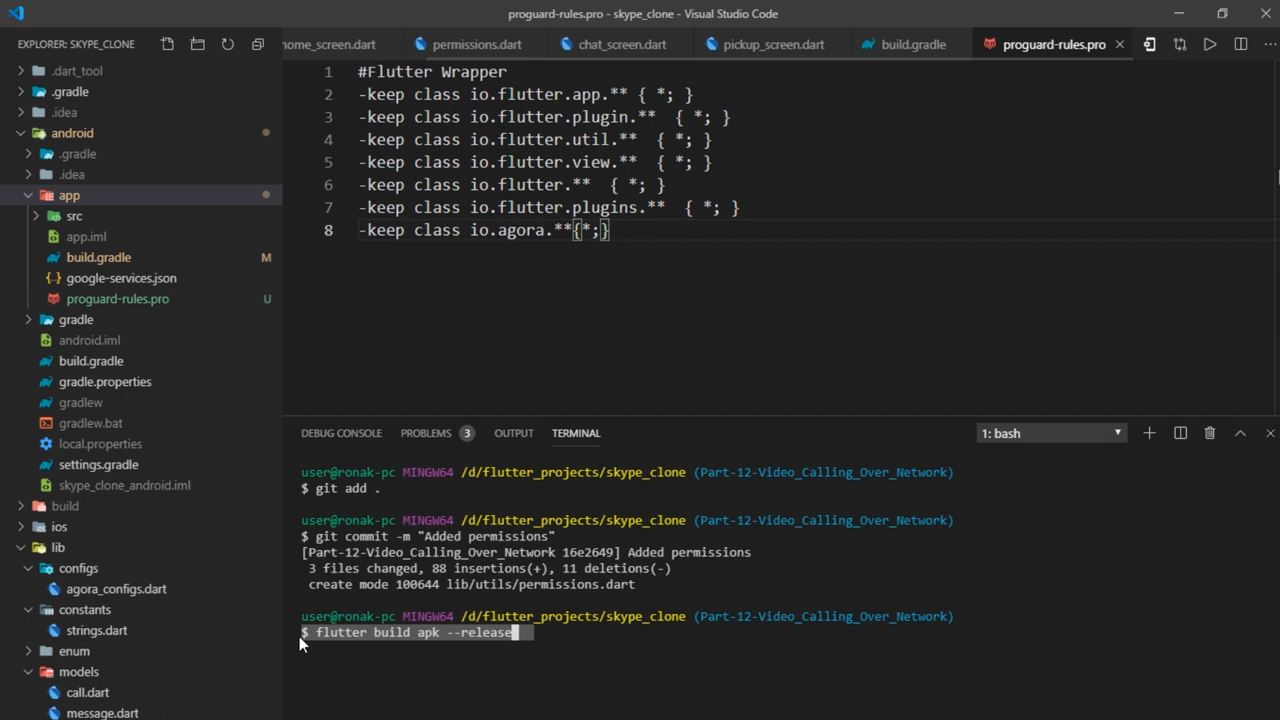 proguard-rules.pro - skype_clone - Visual Studio Code
EXPLORER: SKYPE_CLONE
home_screen.dart
permissions.dart
chat_screen.dart
pickup_screen.dart
build.gradle
proguard-rules.pro
.dart_tool
.gradle
.idea
android
.gradle
.idea
app
src
app.iml
build.gradle M
google-services.json
proguard-rules.pro U
gradle
android.iml
build.gradle
gradle.properties
gradlew
gradlew.bat
local.properties
settings.gradle
skype_clone_android.iml
build
ios
lib
configs
agora_configs.dart
constants
strings.dart
enum
models
call.dart
message.dart
1 #Flutter Wrapper
2 -keep class io.flutter.app.** { *; }
3 -keep class io.flutter.plugin.**  { *; }
4 -keep class io.flutter.util.**  { *; }
5 -keep class io.flutter.view.**  { *; }
6 -keep class io.flutter.**  { *; }
7 -keep class io.flutter.plugins.**  { *; }
8 -keep class io.agora.**{*;}
DEBUG CONSOLE PROBLEMS 3 OUTPUT TERMINAL 1: bash
user@ronak-pc MINGW64 /d/flutter_projects/skype_clone (Part-12-Video_Calling_Over_Network)
$ git add .
user@ronak-pc MINGW64 /d/flutter_projects/skype_clone (Part-12-Video_Calling_Over_Network)
$ git commit -m "Added permissions"
[Part-12-Video_Calling_Over_Network 16e2649] Added permissions
3 files changed, 88 insertions(+), 11 deletions(-)
create mode 100644 lib/utils/permissions.dart
user@ronak-pc MINGW64 /d/flutter_projects/skype_clone (Part-12-Video_Calling_Over_Network)
$ flutter build apk --release